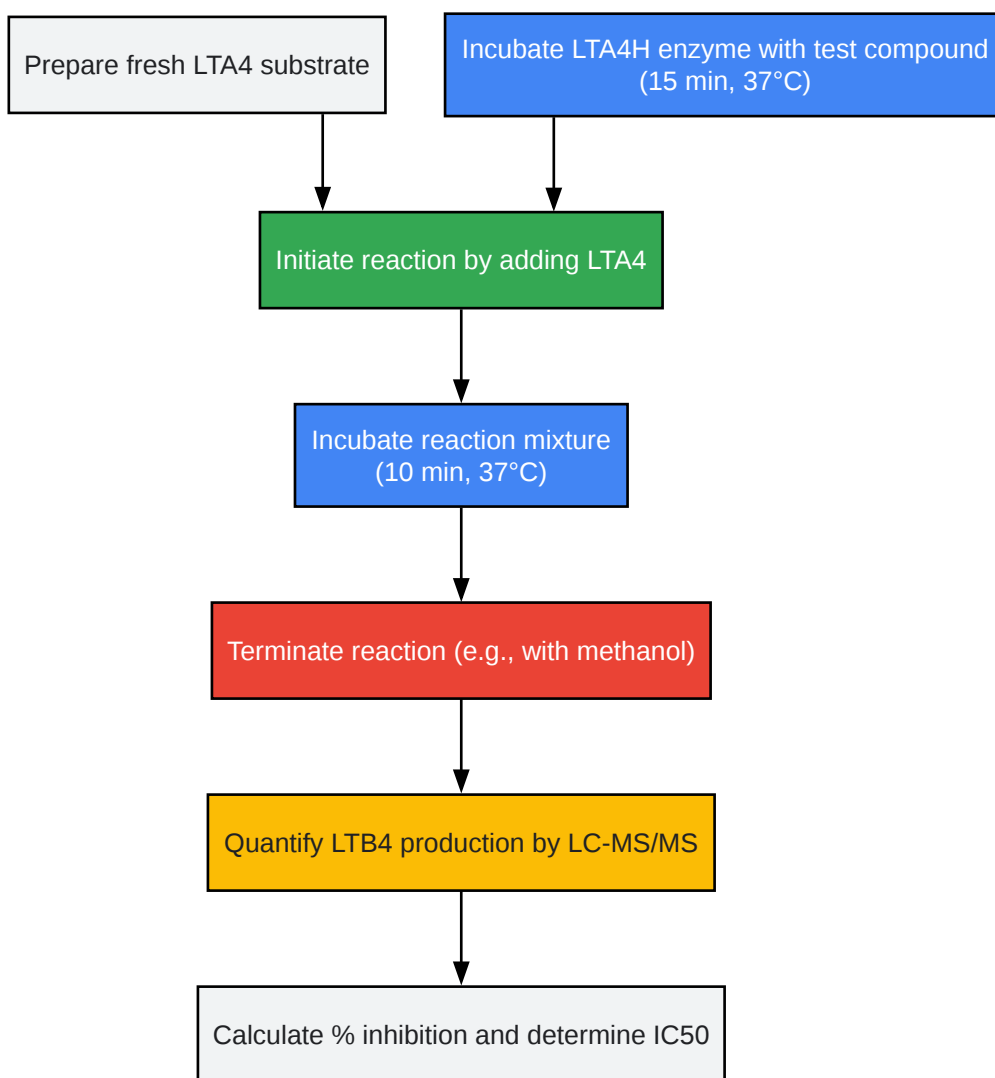 Prepare fresh LTA4 substrate
Incubate LTA4H enzyme with test compound
(15 min, 37°C)
Initiate reaction by adding LTA4
Incubate reaction mixture
(10 min, 37°C)
Terminate reaction (e.g., with methanol)
Quantify LTB4 production by LC-MS/MS
Calculate % inhibition and determine IC50